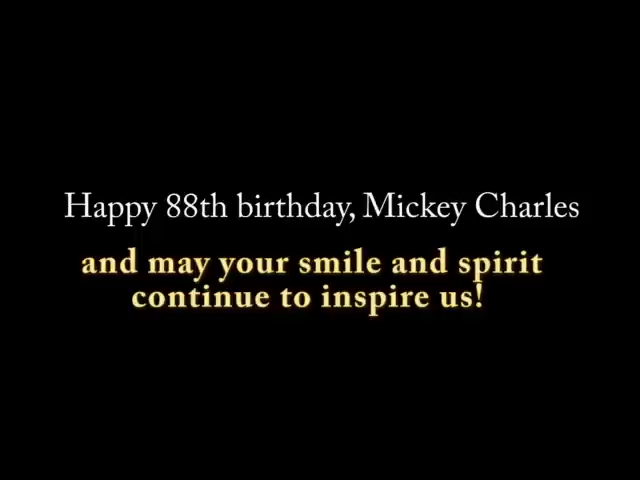 Happy 88th birthday, Mickey Charles
and may your smile and spirit
continue to inspire us!